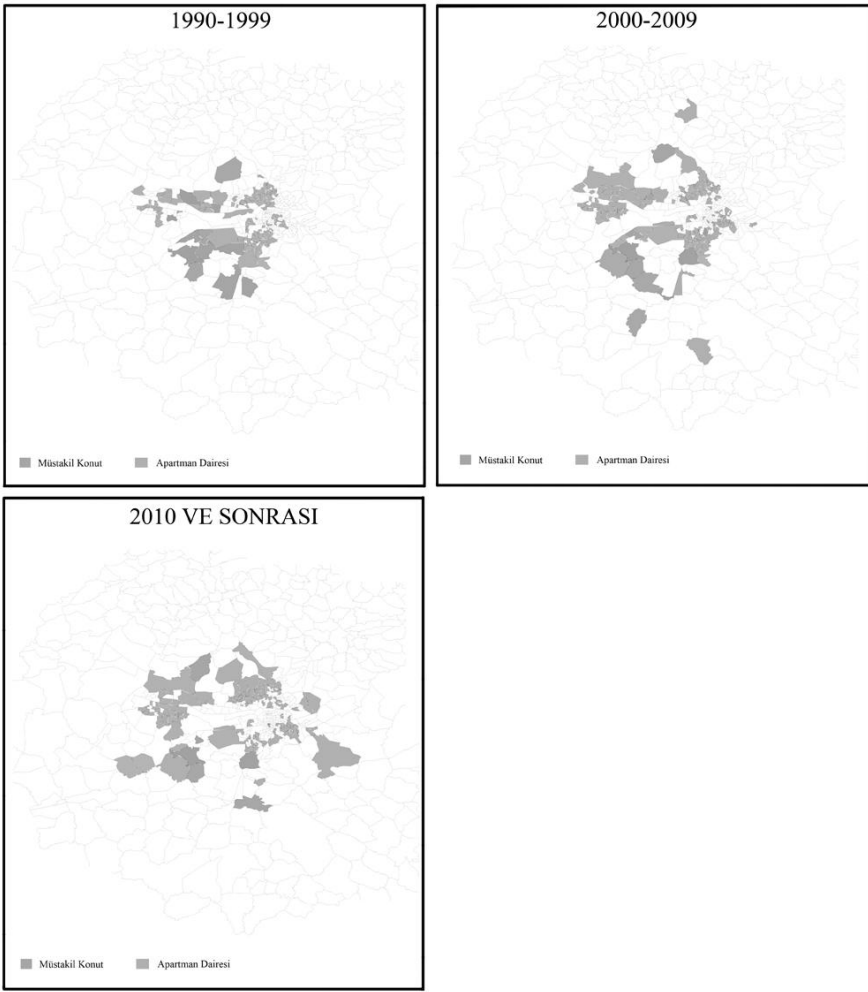 1990-1999
Müstakil Konut
Apartman Dairesi
2000-2009
Müstakil Konut
Apartman Dairesi
2010 VE SONRASI
Müstakil Konut
Apartman Dairesi